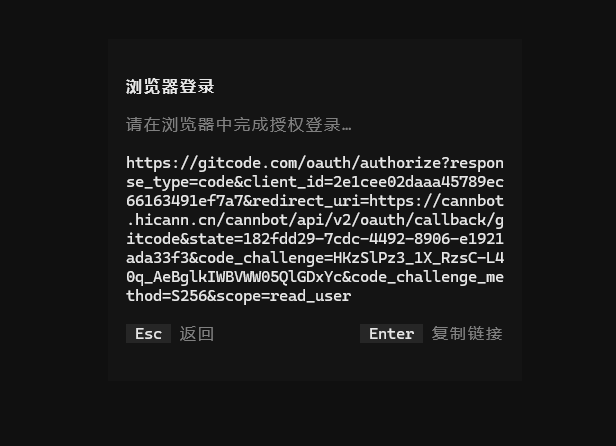 浏览器登录
请在浏览器中完成授权登录…
https://gitcode.com/oauth/authorize?respon
se_type=code&client_id=2e1cee02daaa45789ec
66163491ef7a7&redirect_uri=https://cannbot
.hicann.cn/cannbot/api/v2/oauth/callback/g
itcode&state=182fdd29-7cdc-4492-8906-e1921
ada33f3&code_challenge=HKzSlPz3_1X_RzsC-L4
0q_AeBglkIWBVWW05QlGDxYc&code_challenge_me
thod=S256&scope=read_user
Esc 返回 Enter 复制链接